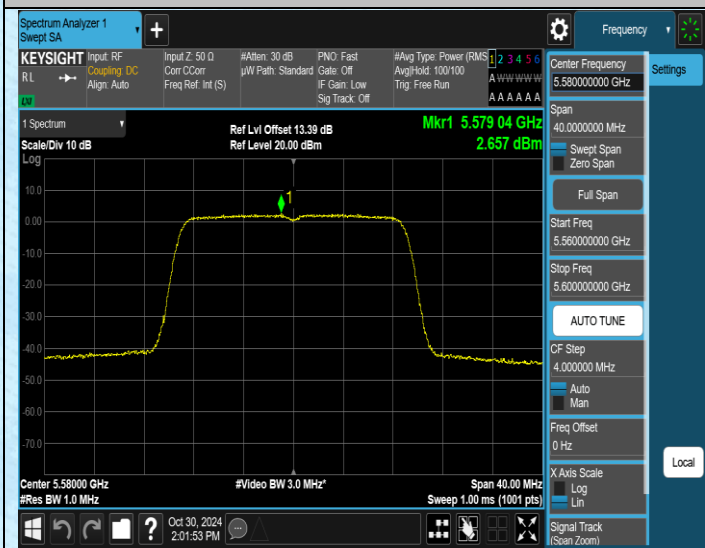 Spectrum Analyzer 1
Swept SA
+
Frequency
KEYSIGHT
RL
LXI
Input: RF
Coupling: DC
Align: Auto
Input Z: 50 Ω
Corr CCorr
Freq Ref: Int (S)
#Atten: 30 dB
µW Path: Standard
PNO: Fast
Gate: Off
IF Gain: Low
Sig Track: Off
#Avg Type: Power (RMS
Avg|Hold: 100/100
Trig: Free Run
1 2 3 4 5 6
A W W W W W
A A A A A A
1 Spectrum
Scale/Div 10 dB
Ref Lvl Offset 13.39 dB
Ref Level 20.00 dBm
Mkr1 5.579 04 GHz
2.657 dBm
Log
10.0
0.00
-10.0
-20.0
-30.0
-40.0
-50.0
-60.0
-70.0
1
Center 5.58000 GHz
#Res BW 1.0 MHz
#Video BW 3.0 MHz*
Span 40.00 MHz
Sweep 1.00 ms (1001 pts)
Oct 30, 2024
2:01:53 PM
?
Center Frequency
5.580000000 GHz
Span
40.0000000 MHz
Swept Span
Zero Span
Full Span
Start Freq
5.560000000 GHz
Stop Freq
5.600000000 GHz
AUTO TUNE
CF Step
4.000000 MHz
Auto
Man
Freq Offset
0 Hz
X Axis Scale
Log
Lin
Signal Track
(Span Zoom)
Settings
Local